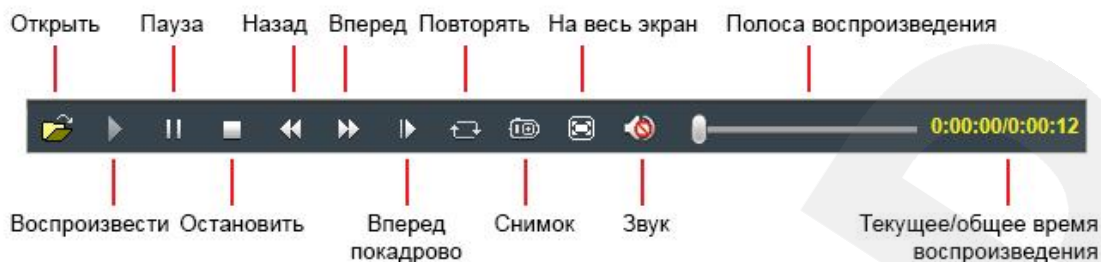 Открыть Пауза Назад Вперед Повторять На весь экран Полоса воспроизведения
0:00:00/0:00:12
Воспроизвести Остановить Вперед покадрово Снимок Звук Текущее/общее время воспроизведения